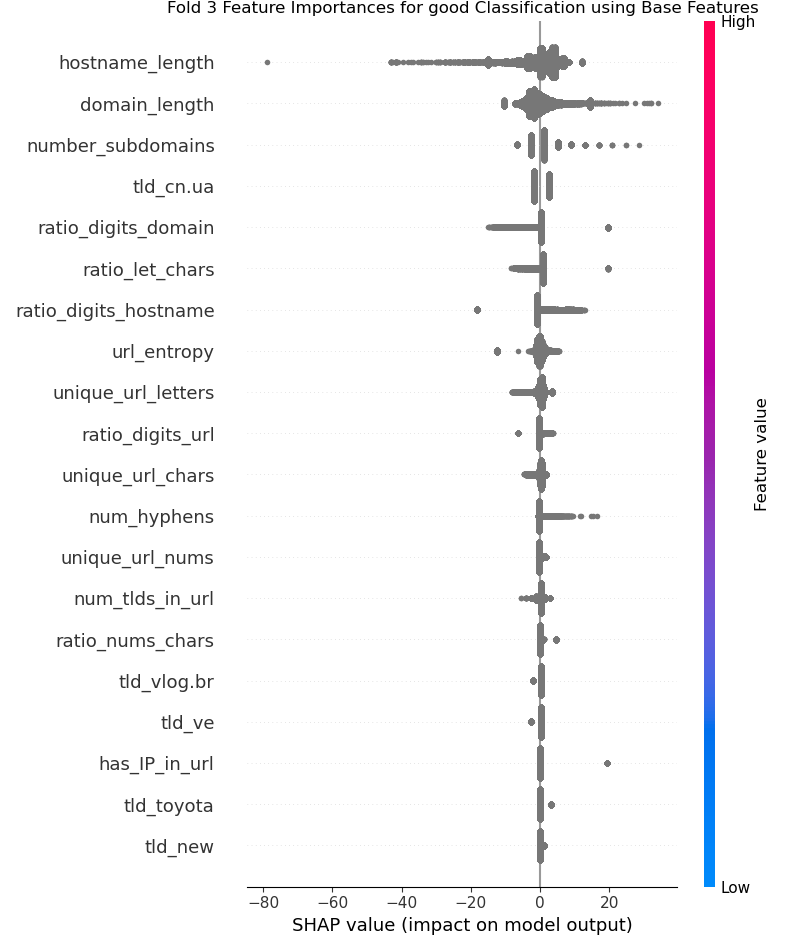 Fold 3 Feature Importances for good Classification using Base Features
High
hostname_length
domain_length
number_subdomains
tld_cn.ua
ratio_digits_domain
ratio_let_chars
ratio_digits_hostname
url_entropy
unique_url_letters
ratio_digits_url
unique_url_chars
num_hyphens
unique_url_nums
num_tlds_in_url
ratio_nums_chars
tld_vlog.br
tld_ve
has_IP_in_url
tld_toyota
tld_new
Feature value
Low
−80 −60 −40 −20 0 20
SHAP value (impact on model output)